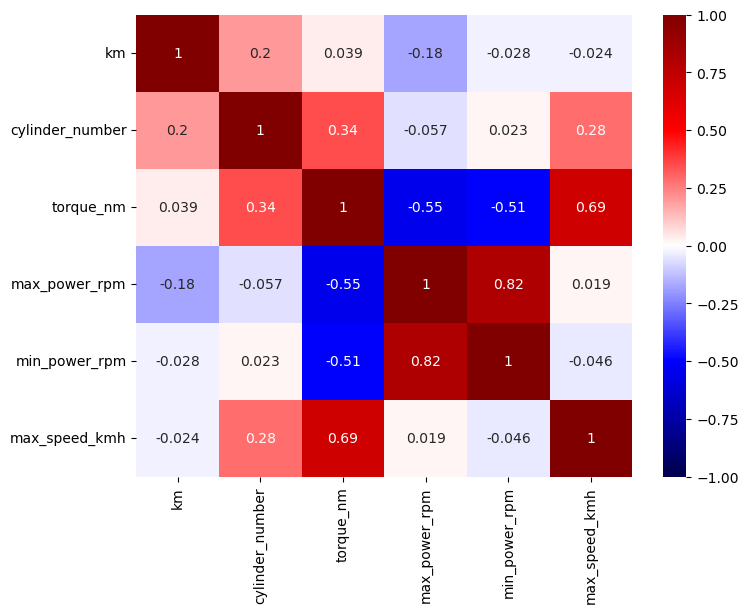 km 1 0.2 0.039 -0.18 -0.028 -0.024
cylinder_number 0.2 1 0.34 -0.057 0.023 0.28
torque_nm 0.039 0.34 1 -0.55 -0.51 0.69
max_power_rpm -0.18 -0.057 -0.55 1 0.82 0.019
min_power_rpm -0.028 0.023 -0.51 0.82 1 -0.046
max_speed_kmh -0.024 0.28 0.69 0.019 -0.046 1
km
cylinder_number
torque_nm
max_power_rpm
min_power_rpm
max_speed_kmh
1.00
0.75
0.50
0.25
0.00
−0.25
−0.50
−0.75
−1.00